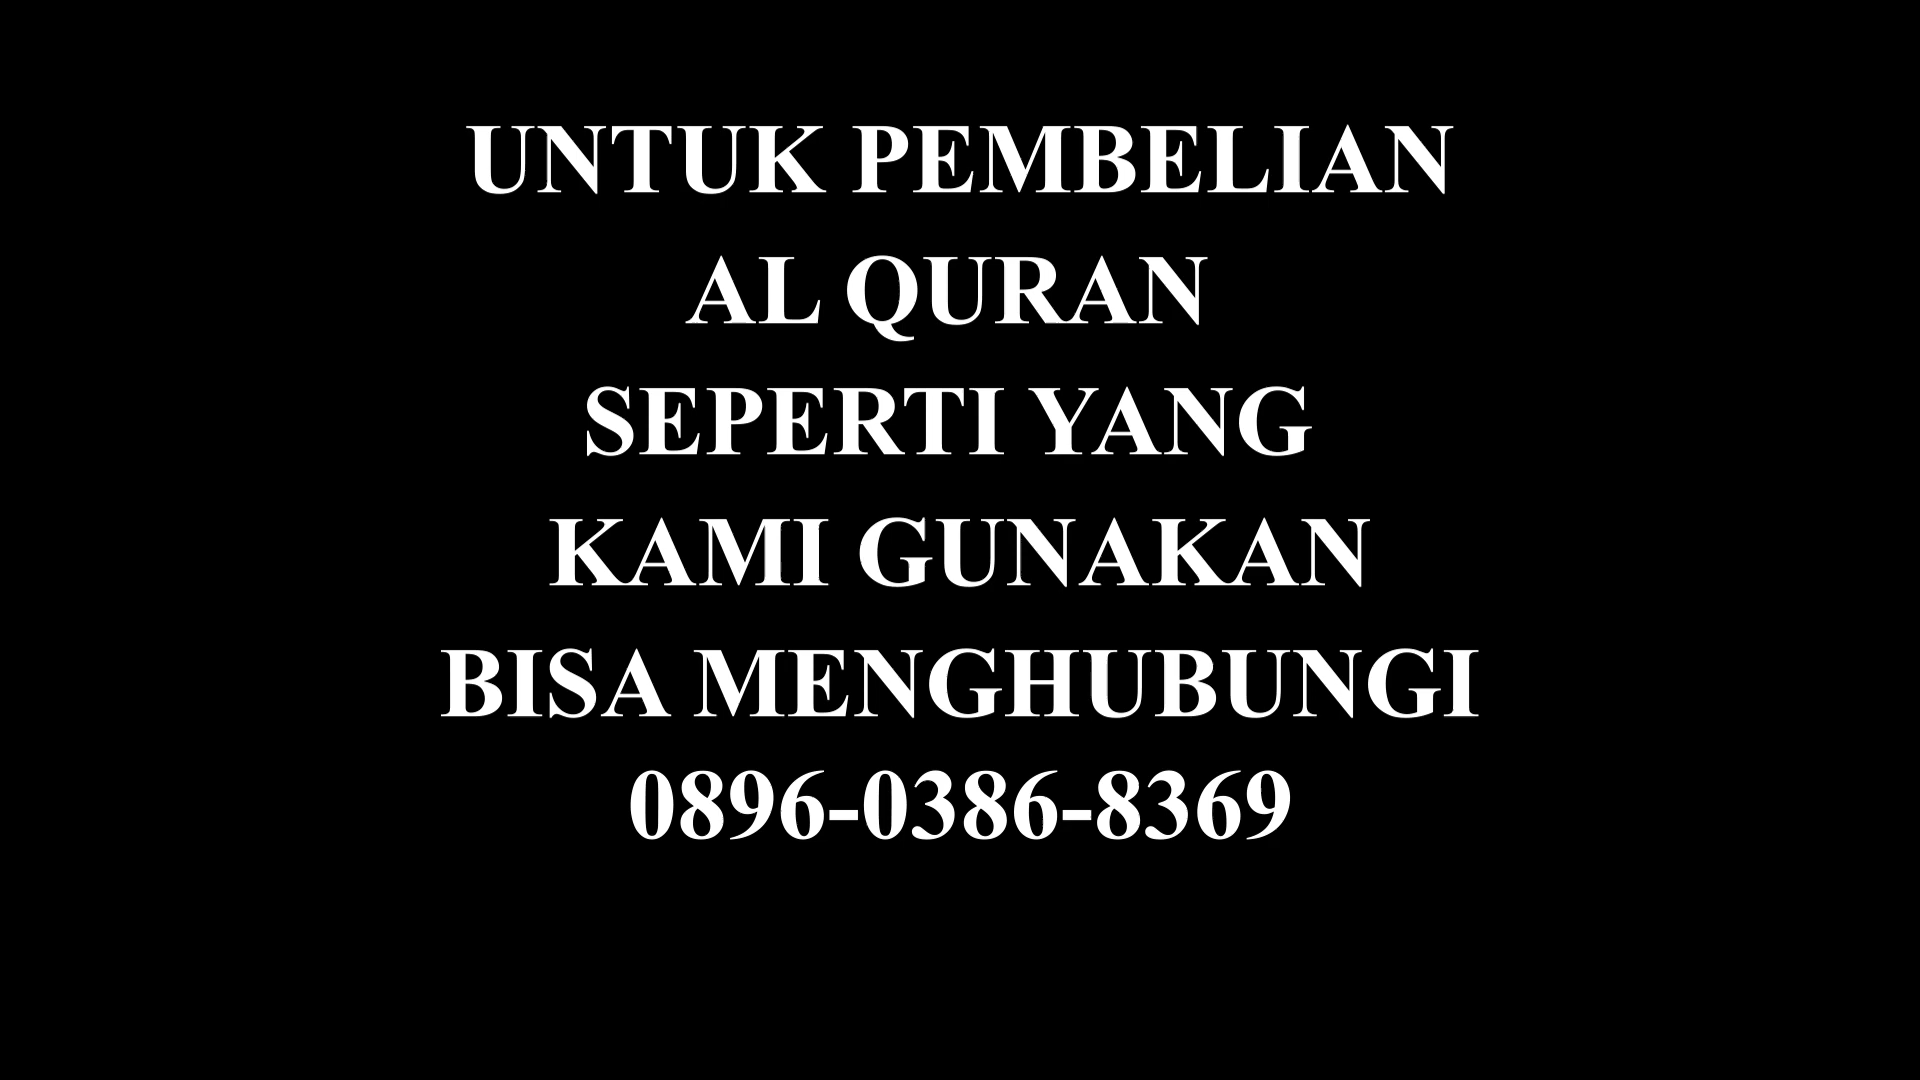 UNTUK PEMBELIAN
AL QURAN
SEPERTI YANG
KAMI GUNAKAN
BISA MENGHUBUNGI
0896-0386-8369